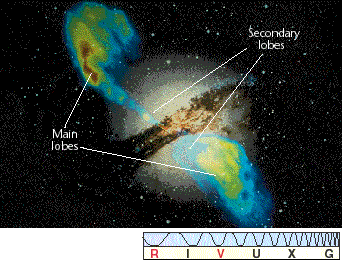 Secondary
lobes
Main
lobes
R I V U X G